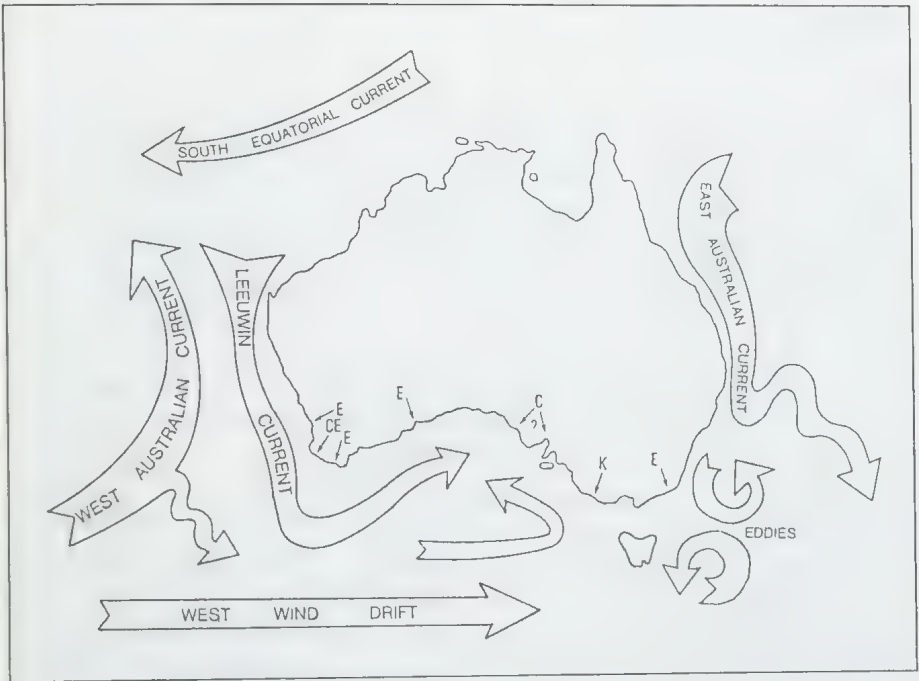 SOUTH EQUATORIAL CURRENT
EAST AUSTRALIAN CURRENT
WEST AUSTRALIAN CURRENT
LEEUWIN CURRENT
E
CE
E
E
C
?
K
E
EDDIES
WEST WIND DRIFT